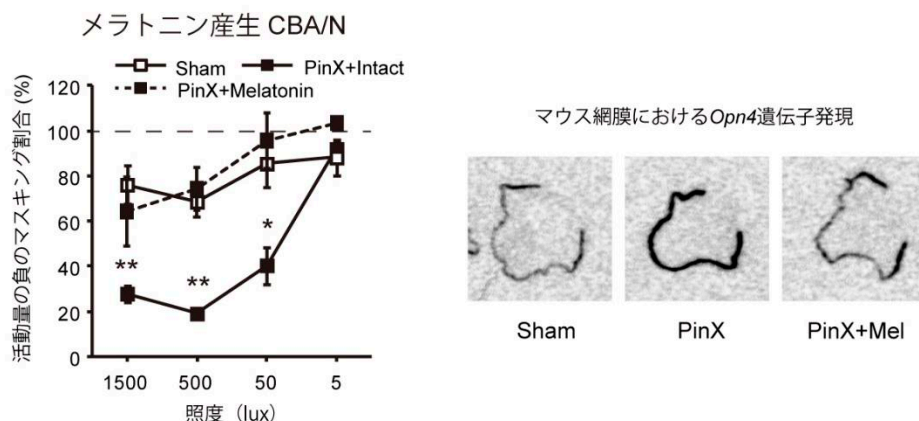 メラトニン産生 CBA/N
Sham
PinX+Intact
PinX+Melatonin
活動量の負のマスキング割合 (%)
120
100
80
60
40
20
0
**
**
*
1500
500
50
5
照度（lux）
マウス網膜におけるOpn4遺伝子発現
Sham
PinX
PinX+Mel